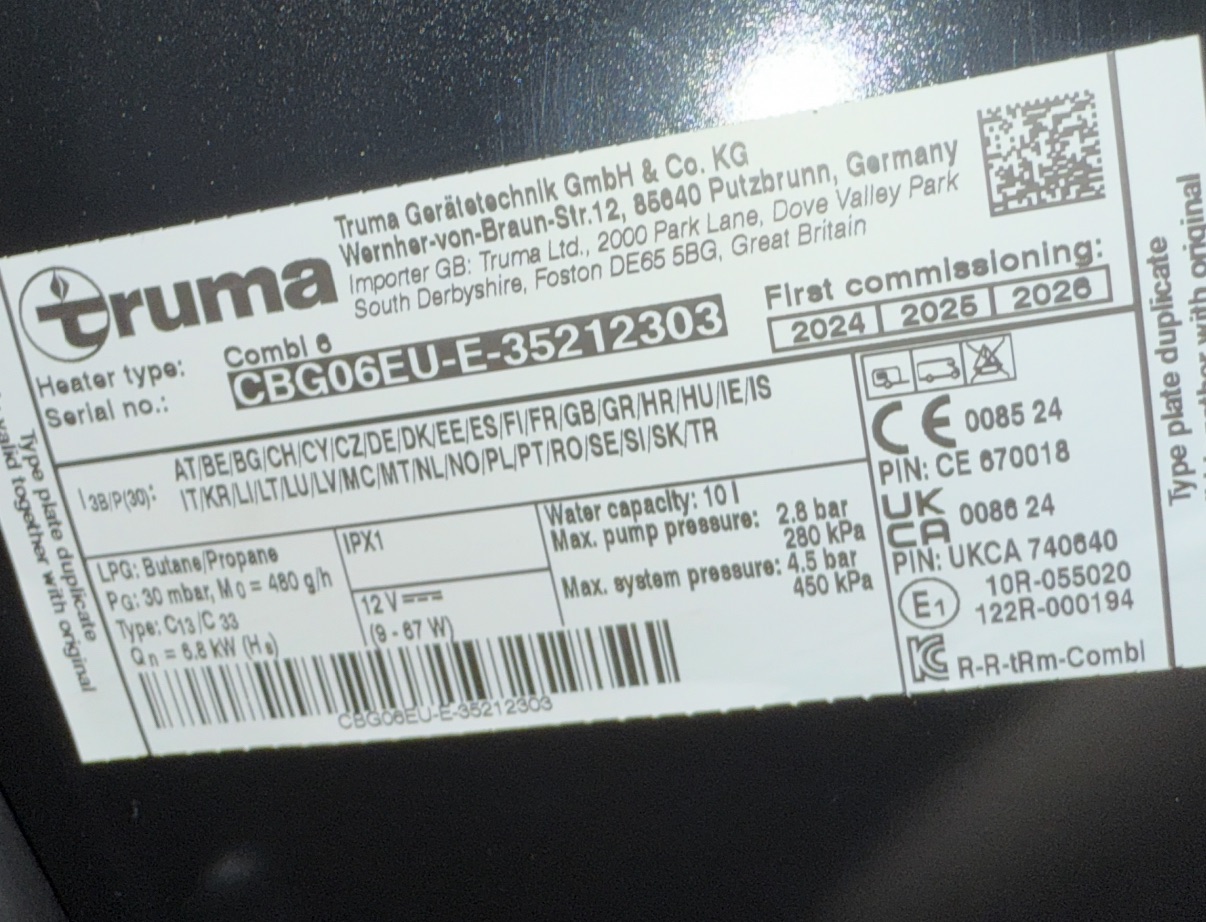 truma
Truma Gerätetechnik GmbH & Co. KG
Wernher-von-Braun-Str.12, 85640 Putzbrunn, Germany
Importer GB: Truma Ltd., 2000 Park Lane, Dove Valley Park
South Derbyshire, Foston DE65 5BG, Great Britain
Heater type: Combi 6
Serial no.: CBG06EU-E-35212303
First commissioning:
2024 2025 2026
I 3B/P(30): AT/BE/BG/CH/CY/CZ/DE/DK/EE/ES/FI/FR/GB/GR/HR/HU/IE/IS
IT/KR/LI/LT/LU/LV/MC/MT/NL/NO/PL/PT/RO/SE/SI/SK/TR
LPG: Butane/Propane
PG: 30 mbar, M0 = 480 g/h
Type: C13/C 33
Qn = 6.8 kW (Hs)
IPX1
12 V
(9 - 67 W)
Water capacity: 10 l
Max. pump pressure: 2.8 bar
280 kPa
Max. system pressure: 4.5 bar
450 kPa
CE 0085 24
PIN: CE 670018
UK
CA 0086 24
PIN: UKCA 740640
E1 10R-055020
122R-000194
R-R-tRm-Combi
CBG06EU-E-35212303
Type plate duplicate
valid together with original
Type plate duplicate
with original